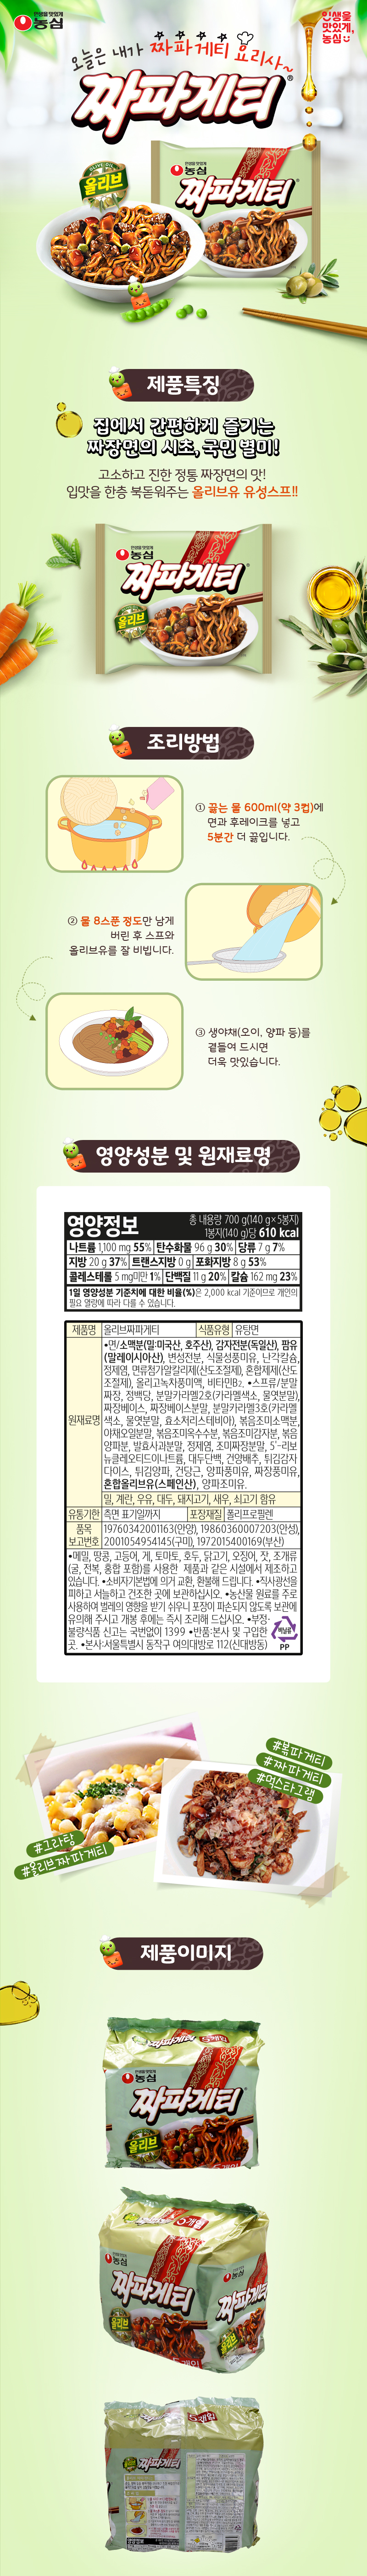 인생을 맛있게
농심
인생을
맛있게,
농심
오늘은 내가 짜파게티 요리사~
짜파게티
올리브
인생을 맛있게
농심
짜파게티
제품특징
집에서 간편하게 즐기는
짜장면의 시초, 국민 별미!
고소하고 진한 정통 짜장면의 맛!
입맛을 한층 북돋워주는 올리브유 유성스프!!
인생을 맛있게
농심
짜파게티
올리브
조리방법
① 끓는 물 600ml(약 3컵)에
면과 후레이크를 넣고
5분간 더 끓입니다.
② 물 8스푼 정도만 남게
버린 후 스프와
올리브유를 잘 비빕니다.
③ 생야채(오이, 양파 등)를
곁들여 드시면
더욱 맛있습니다.
영양성분 및 원재료명
영양정보
총 내용량 700 g(140 g×5봉지)
1봉지(140 g)당 610 kcal
나트륨 1,100 mg 55% 탄수화물 96 g 30% 당류 7 g 7%
지방 20 g 37% 트랜스지방 0 g 포화지방 8 g 53%
콜레스테롤 5 mg미만 1% 단백질 11 g 20% 칼슘 162 mg 23%
1일 영양성분 기준치에 대한 비율(%)은 2,000 kcal 기준이므로 개인의
필요 열량에 따라 다를 수 있습니다.
제품명 올리브짜파게티 식품유형 유탕면
원재료명
•면/소맥분(밀:미국산, 호주산), 감자전분(독일산), 팜유
(말레이시아산), 변성전분, 식물성풍미유, 난각칼슘,
정제염, 면류첨가알칼리제(산도조절제), 혼합제제(산도
조절제), 올리고녹차풍미액, 비타민B2. •스프류/분말
짜장, 정백당, 분말카라멜2호(카라멜색소, 물엿분말),
짜장베이스, 짜장베이스분말, 분말카라멜3호(카라멜
색소, 물엿분말, 효소처리스테비아), 볶음조미소맥분,
야채오일분말, 볶음조미옥수수분, 볶음조미감자분, 볶음
양파분, 발효사과분말, 정제염, 조미짜장분말, 5'-리보
뉴클레오티드이나트륨, 대두단백, 건양배추, 튀김감자
다이스, 튀김양파, 건당근, 양파풍미유, 짜장풍미유,
혼합올리브유(스페인산), 양파조미유.
밀, 계란, 우유, 대두, 돼지고기, 새우, 쇠고기 함유
유통기한 측면 표기일까지 포장재질 폴리프로필렌
품목
보고번호
19760342001163(안양), 19860360007203(안성),
2001054954145(구미), 1972015400169(부산)
•메밀, 땅콩, 고등어, 게, 토마토, 호두, 닭고기, 오징어, 잣, 조개류
(굴, 전복, 홍합 포함)를 사용한 제품과 같은 시설에서 제조하고
있습니다. •소비자기본법에 의거 교환, 환불해 드립니다. •직사광선을
피하고 서늘하고 건조한 곳에 보관하십시오. •농산물 원료를 주로
사용하여 벌레의 영향을 받기 쉬우니 포장이 파손되지 않도록 보관에
유의해 주시고 개봉 후에는 즉시 조리해 드십시오. •부정·
불량식품 신고는 국번없이 1399 •반품:본사 및 구입한
곳. •본사:서울특별시 동작구 여의대방로 112(신대방동)
비닐류
PP
#볶파게티
#짜파게티
#먹스타그램
#그라탕
#올리브짜파게티
제품이미지
짜파게티 5개입
농심
짜파게티
올리브
5개입
5개입
농심
짜파게티
올리브
5개입
농심
짜파게티
올리브
5개입
짜파게티
영양정보